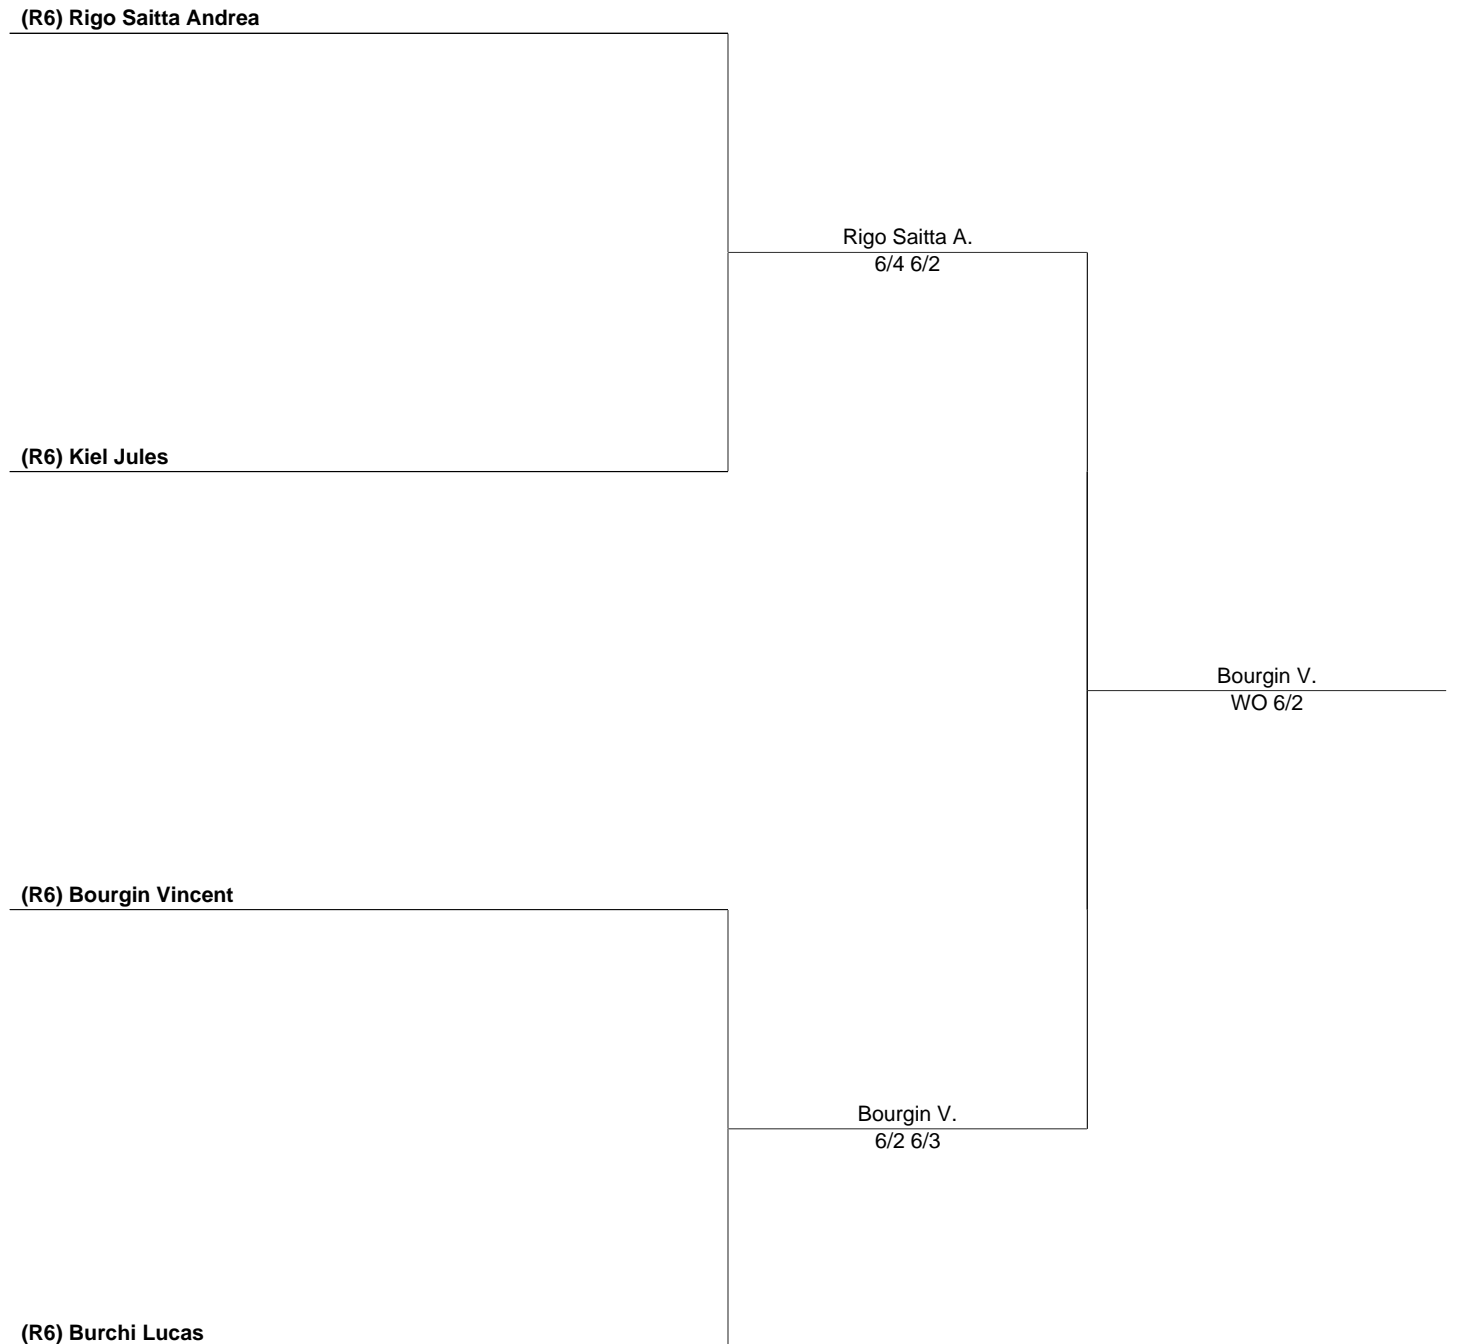 (R6) Rigo Saitta Andrea
Rigo Saitta A.
6/4 6/2
(R6) Kiel Jules
Bourgin V.
WO 6/2
(R6) Bourgin Vincent
Bourgin V.
6/2 6/3
(R6) Burchi Lucas